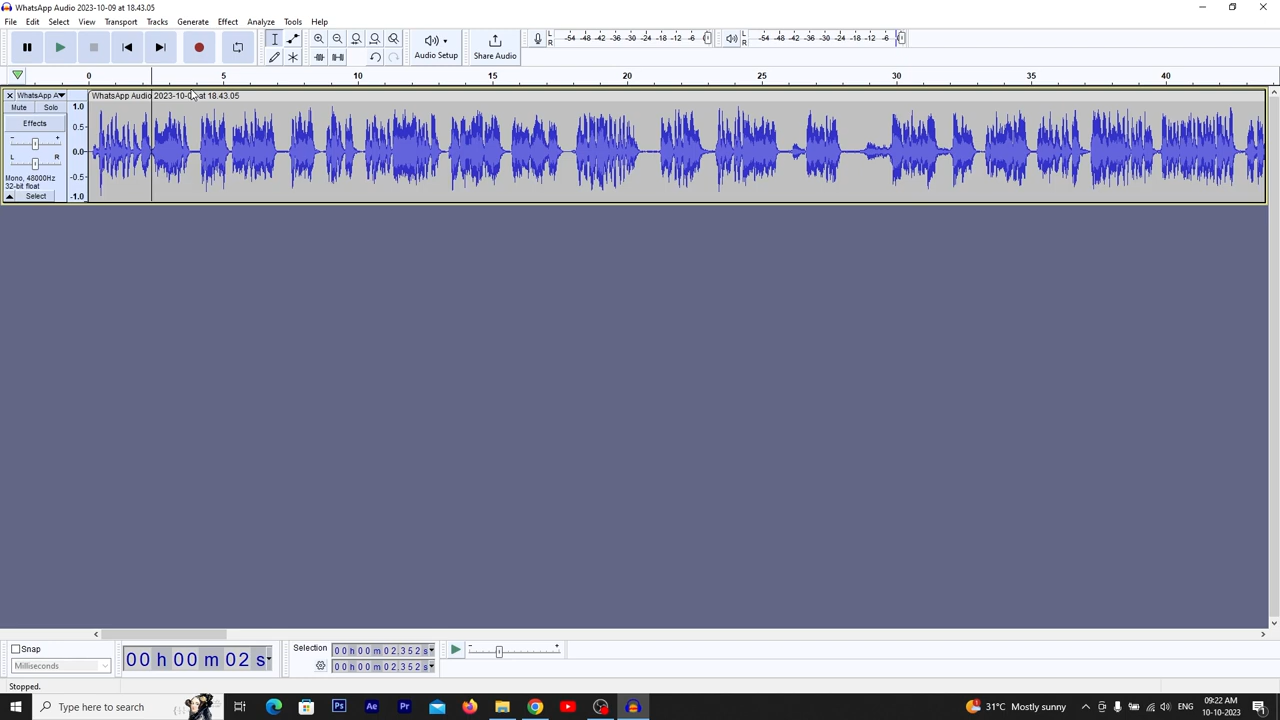 WhatsApp Audio 2023-10-09 at 18.43.05
File Edit Select View Transport Tracks Generate Effect Analyze Tools Help
Audio Setup
Share Audio
L R -54 -48 -42 -36 -30 -24 -18 -12 -6
L R -54 -48 -42 -36 -30 -24 -18 -12 -6
0 5 10 15 20 25 30 35 40
WhatsApp A
Mute Solo
Effects
- +
L R
Mono, 48000Hz
32-bit float
Select
1.0
0.5
0.0
-0.5
-1.0
WhatsApp Audio 2023-10-09 at 18.43.05
Snap
Milliseconds
00 h 00 m 02 s
Selection
00 h 00 m 02.352 s
00 h 00 m 02.352 s
- +
Stopped.
Type here to search
Ps Ae Pr
31°C Mostly sunny
ENG
09:22 AM
10-10-2023
1